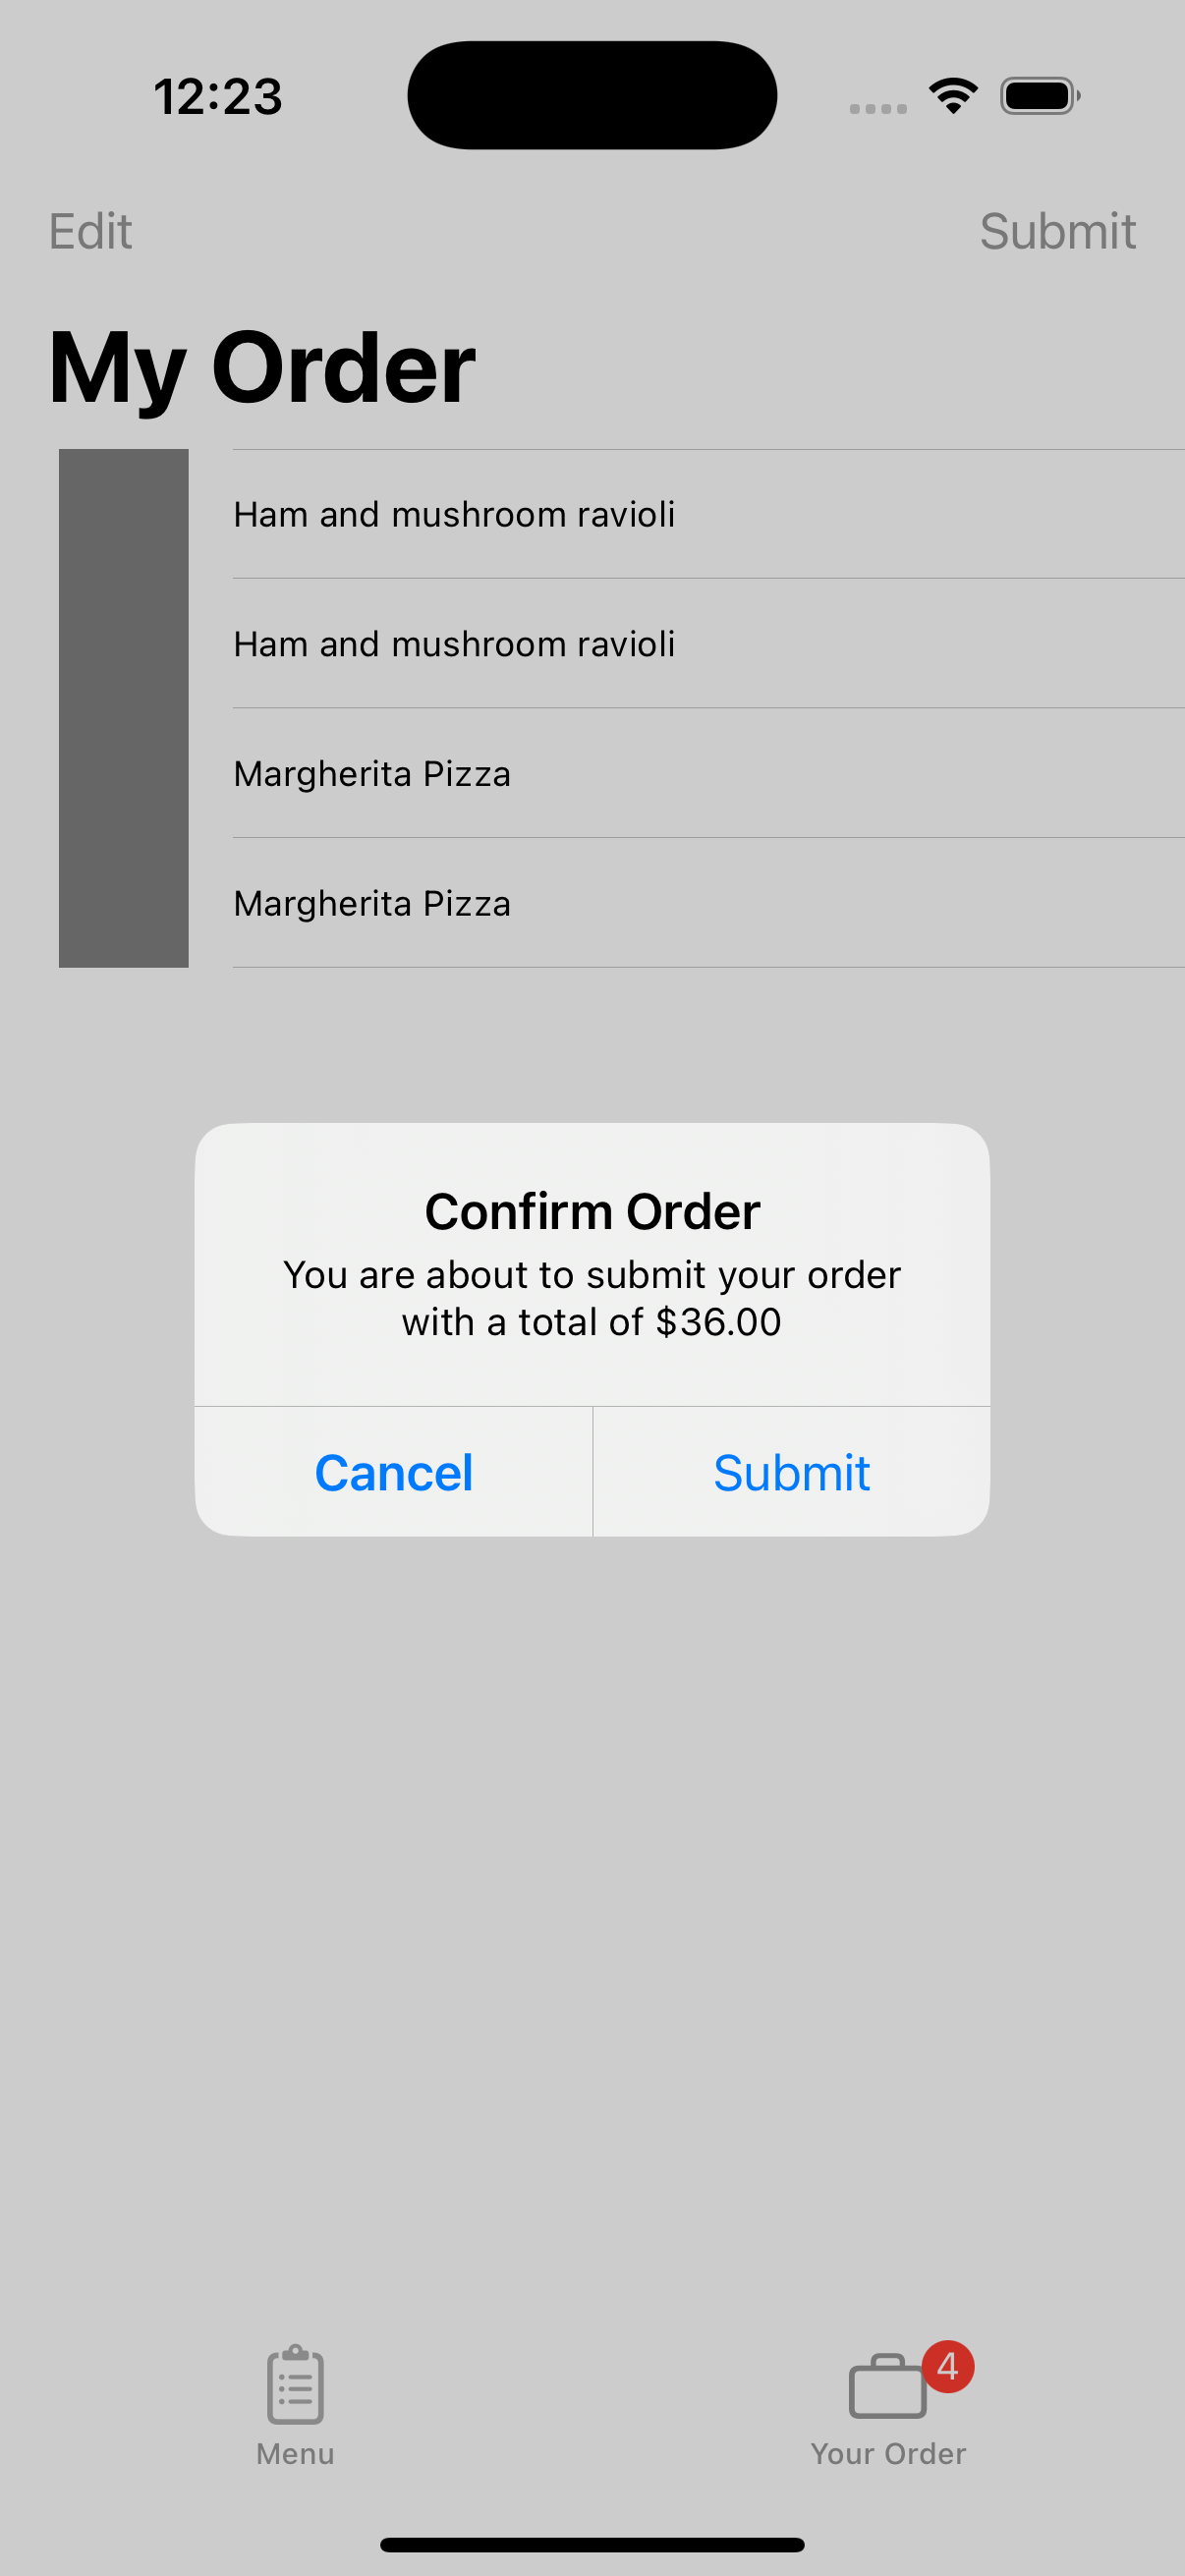 12:23
Edit
Submit
My Order
Ham and mushroom ravioli
Ham and mushroom ravioli
Margherita Pizza
Margherita Pizza
Confirm Order
You are about to submit your order
with a total of $36.00
Cancel
Submit
4
Menu
Your Order